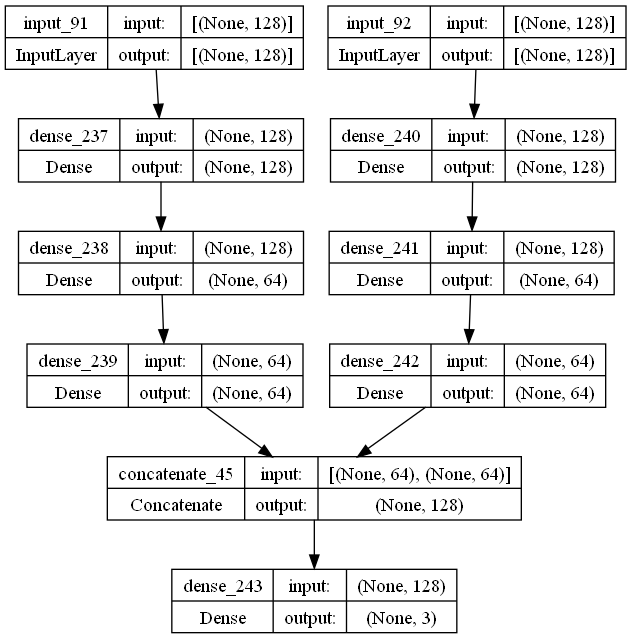 input_91 input: [(None, 128)]
InputLayer output: [(None, 128)]
input_92 input: [(None, 128)]
InputLayer output: [(None, 128)]
dense_237 input: (None, 128)
Dense output: (None, 128)
dense_240 input: (None, 128)
Dense output: (None, 128)
dense_238 input: (None, 128)
Dense output: (None, 64)
dense_241 input: (None, 128)
Dense output: (None, 64)
dense_239 input: (None, 64)
Dense output: (None, 64)
dense_242 input: (None, 64)
Dense output: (None, 64)
concatenate_45 input: [(None, 64), (None, 64)]
Concatenate output: (None, 128)
dense_243 input: (None, 128)
Dense output: (None, 3)